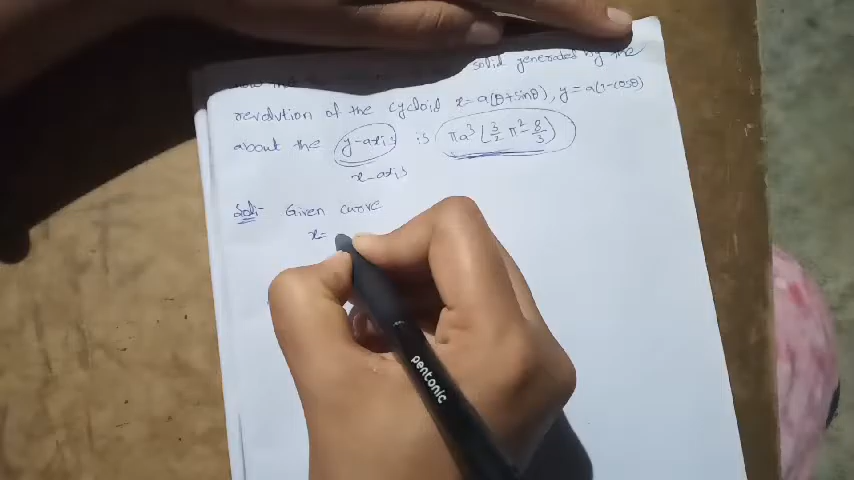 solid generated by the
revolution of the cycloid x = a(θ+sinθ), y = a(1-cosθ)
about the y-axis is πa³(3/2 π² - 8/3)
x-axis
Sol:- Given curve
x=
pentonic